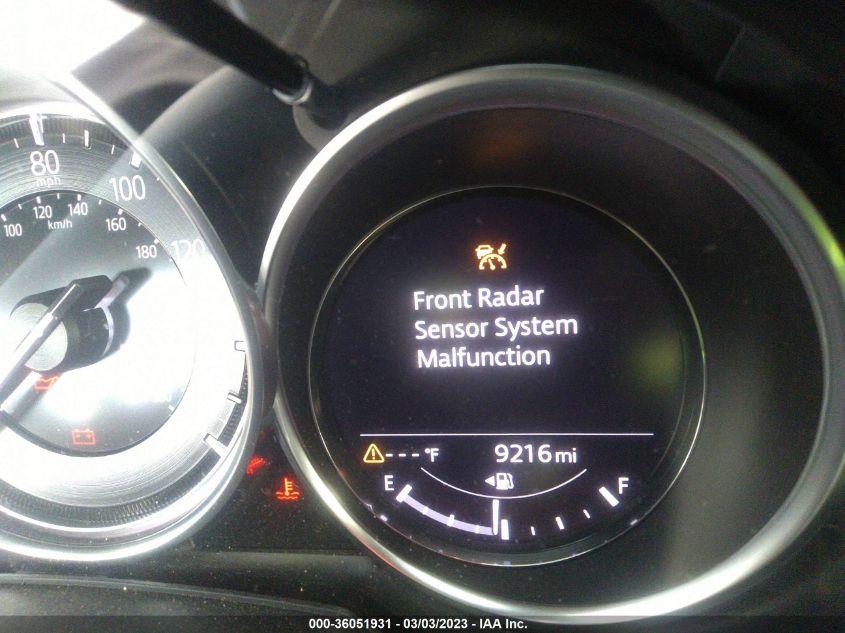 80
mph
100
120
100 120 140 160 180
km/h
Front Radar
Sensor System
Malfunction
---°F 9216 mi
E F
000-36051931 - 03/03/2023 - IAA Inc.